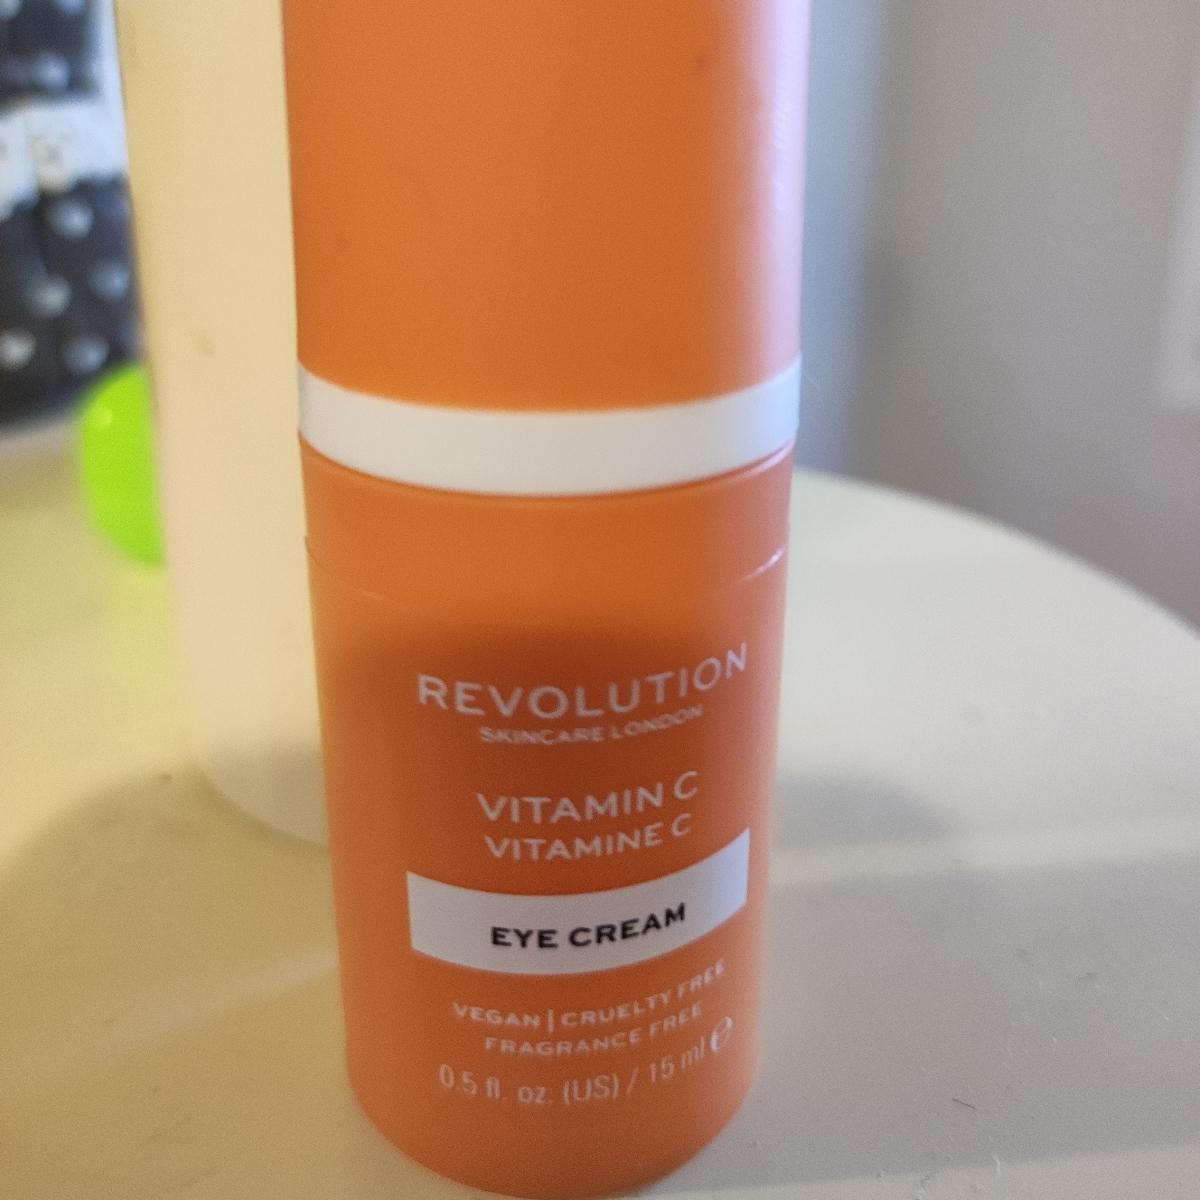 REVOLUTION
SKINCARE LONDON
VITAMIN C
VITAMINE C
EYE CREAM
VEGAN | CRUELTY FREE
FRAGRANCE FREE
0.5 fl. oz. (US) / 15 ml ℮